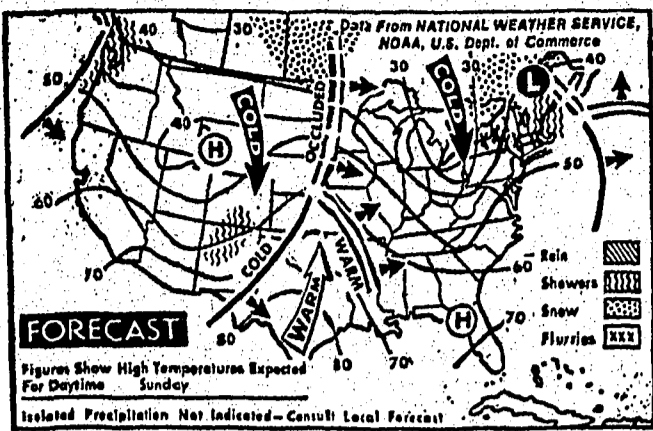 Data From NATIONAL WEATHER SERVICE,
NOAA, U.S. Dept. of Commerce
40
30
30
30
40
50
COLD
OCCLUDED
COLD
L
40
H
50
60
COLD
WARM
70
WARM
60
Rain
Showers
H
70
Snow
Flurries
XXX
FORECAST
80
80
70
Figures Show High Temperatures Expected
For Daytime Sunday
Isolated Precipitation Not Indicated—Consult Local Forecast